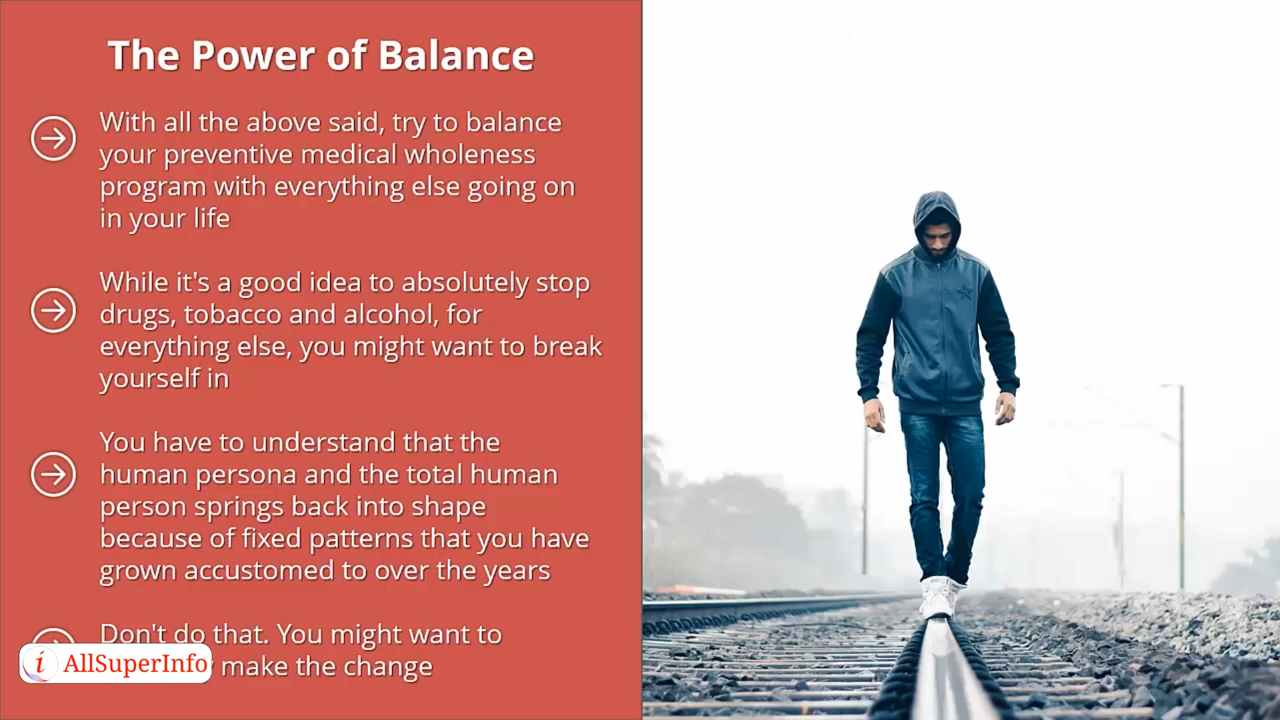 The Power of Balance
With all the above said, try to balance
your preventive medical wholeness
program with everything else going on
in your life
While it's a good idea to absolutely stop
drugs, tobacco and alcohol, for
everything else, you might want to break
yourself in
You have to understand that the
human persona and the total human
person springs back into shape
because of fixed patterns that you have
grown accustomed to over the years
Don't do that. You might want to
make the change
i AllSuperInfo